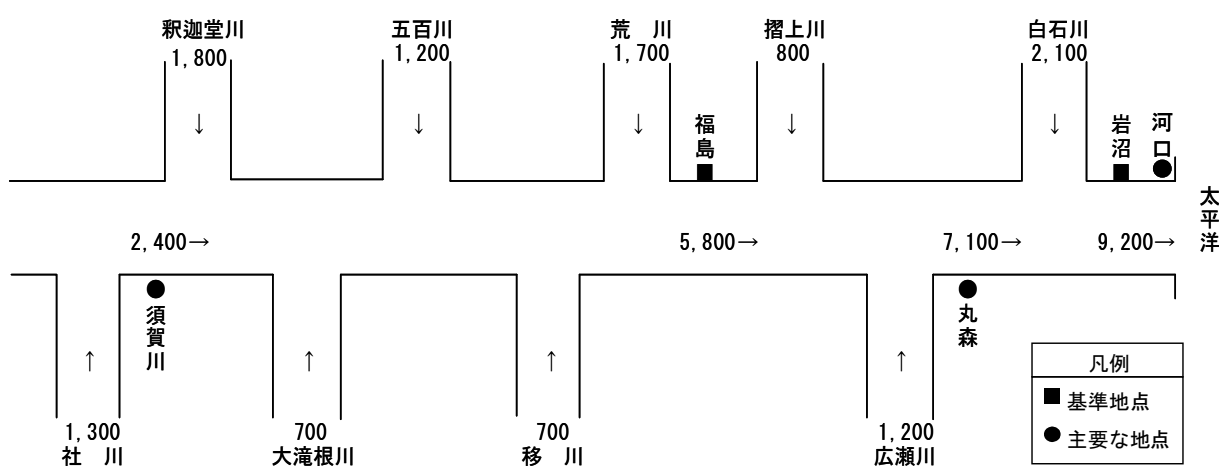 釈迦堂川
1,800
五百川
1,200
荒　川
1,700
摺上川
800
白石川
2,100
↓
↓
↓
↓
↓
福島
岩沼
河口
太平洋
2,400→
5,800→
7,100→
9,200→
須賀川
丸森
↑
↑
↑
↑
1,300
社　川
700
大滝根川
700
移　川
1,200
広瀬川
凡例
■ 基準地点
● 主要な地点